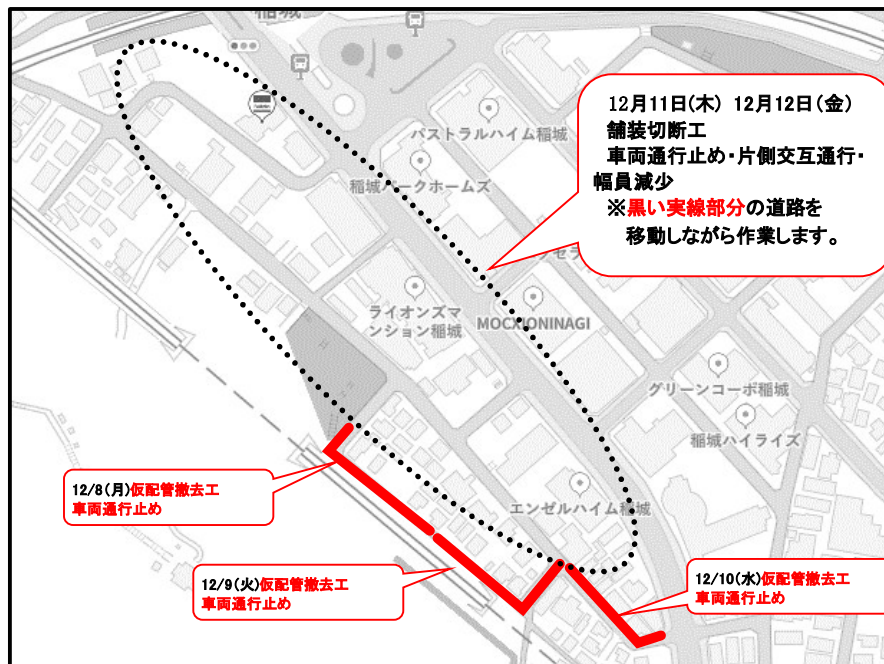 稲城
12月11日(木) 12月12日(金)
舗装切断工
車両通行止め・片側交互通行・
幅員減少
※黒い実線部分の道路を
移動しながら作業します。
パストラルハイム稲城
稲城パークホームズ
ライオンズマ
ンション稲城
MOCXIONINAGI
グリーンコーポ稲城
稲城ハイライズ
エンゼルハイム稲城
12/8(月)仮配管撤去工
車両通行止め
12/9(火)仮配管撤去工
車両通行止め
12/10(水)仮配管撤去工
車両通行止め